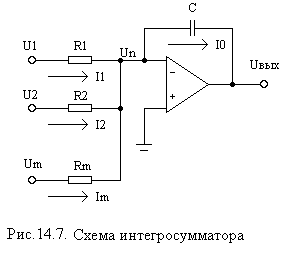 C
U1 R1 Un I0 Uвых
I1
U2 R2 − +
I2
Um Rm
Im
Рис.14.7. Схема интегросумматора